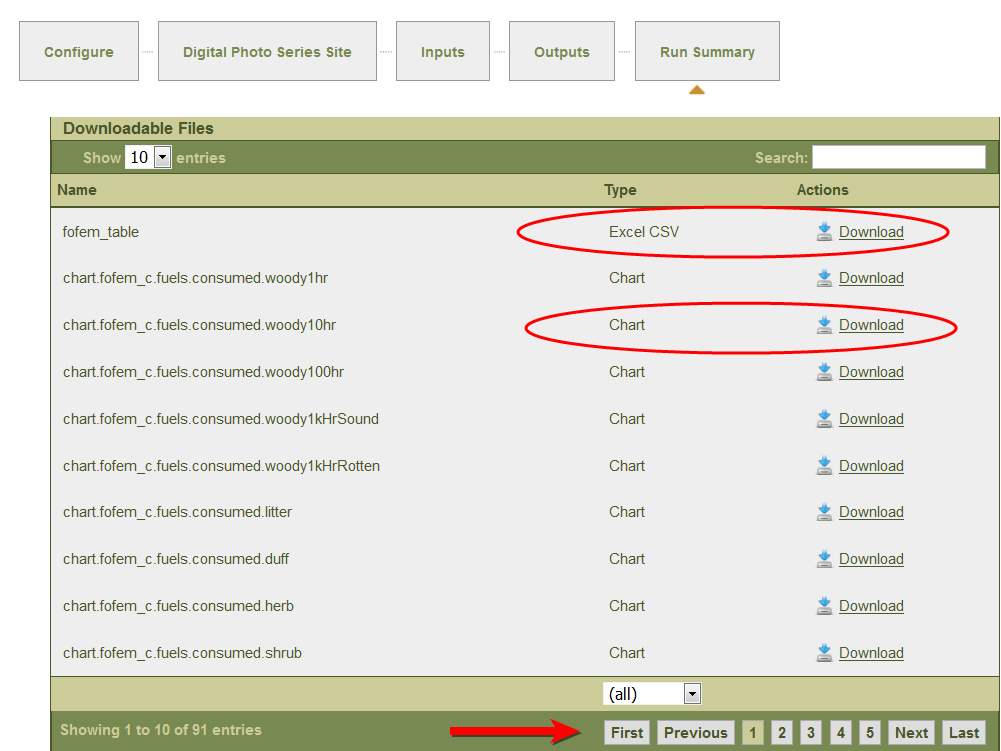 Configure Digital Photo Series Site Inputs Outputs Run Summary
Downloadable Files
Show 10 entries Search:
Name Type Actions
fofem_table Excel CSV Download
chart.fofem_c.fuels.consumed.woody1hr Chart Download
chart.fofem_c.fuels.consumed.woody10hr Chart Download
chart.fofem_c.fuels.consumed.woody100hr Chart Download
chart.fofem_c.fuels.consumed.woody1kHrSound Chart Download
chart.fofem_c.fuels.consumed.woody1kHrRotten Chart Download
chart.fofem_c.fuels.consumed.litter Chart Download
chart.fofem_c.fuels.consumed.duff Chart Download
chart.fofem_c.fuels.consumed.herb Chart Download
chart.fofem_c.fuels.consumed.shrub Chart Download
(all)
Showing 1 to 10 of 91 entries First Previous 1 2 3 4 5 Next Last